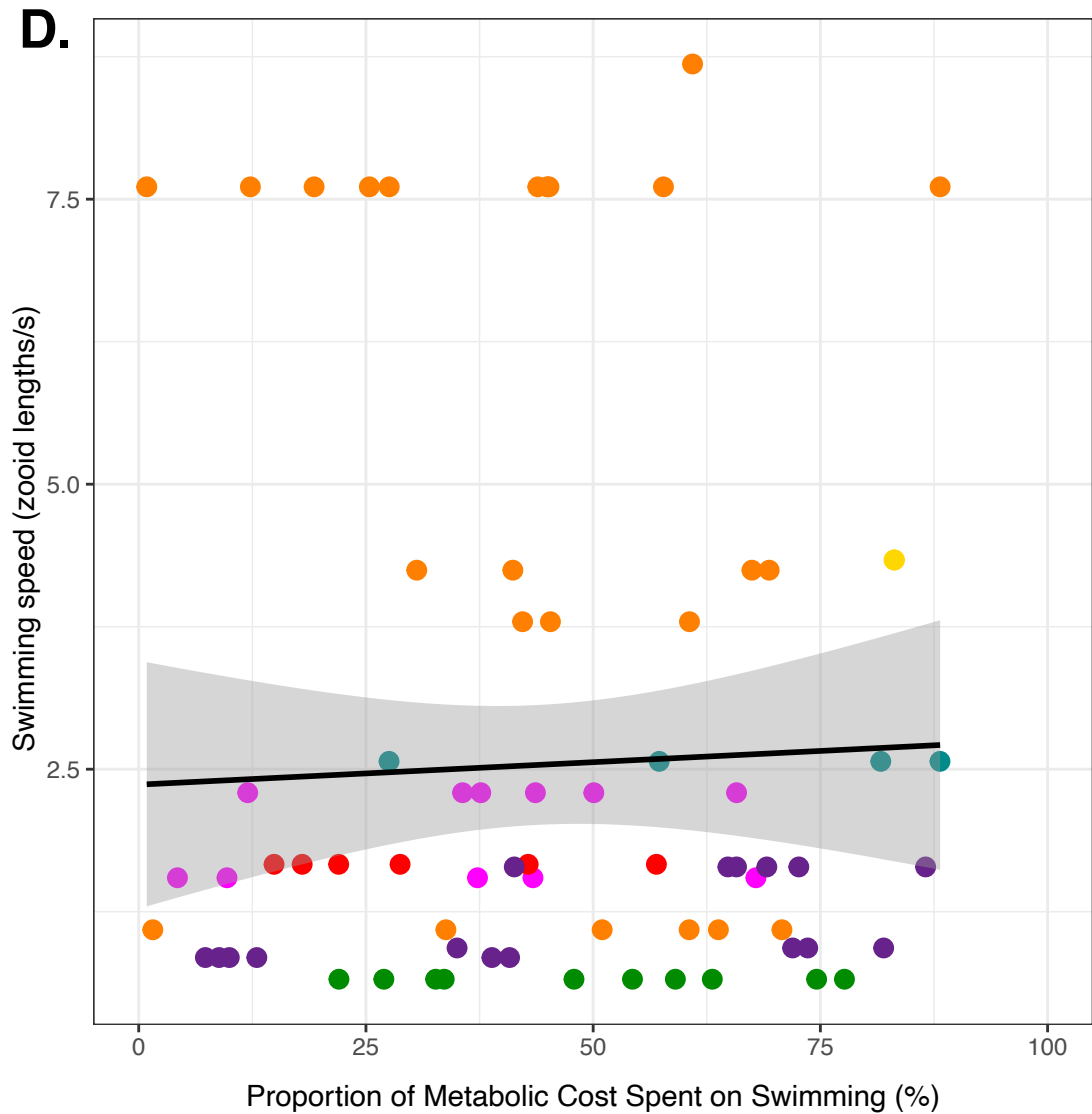 D.
Swimming speed (zooid lengths/s)
7.5
5.0
2.5
0 25 50 75 100
Proportion of Metabolic Cost Spent on Swimming (%)